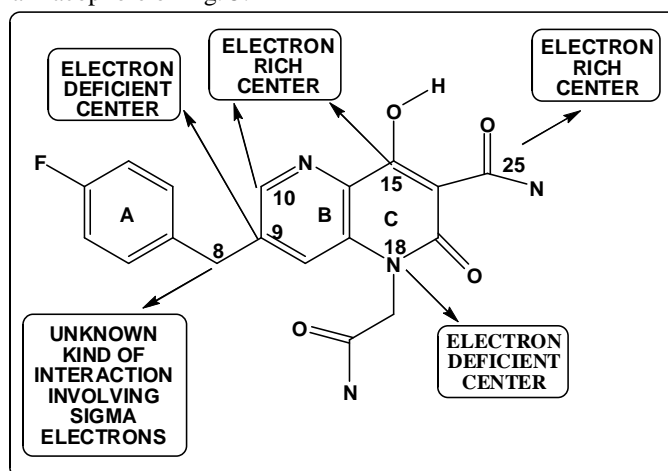 ELECTRON
DEFICIENT
CENTER
ELECTRON
RICH
CENTER
ELECTRON
RICH
CENTER
H
O
O
F
N
10
15
25
N
A
B
C
9
8
18
N
O
O
N
UNKNOWN
KIND OF
INTERACTION
INVOLVING
SIGMA
ELECTRONS
ELECTRON
DEFICIENT
CENTER